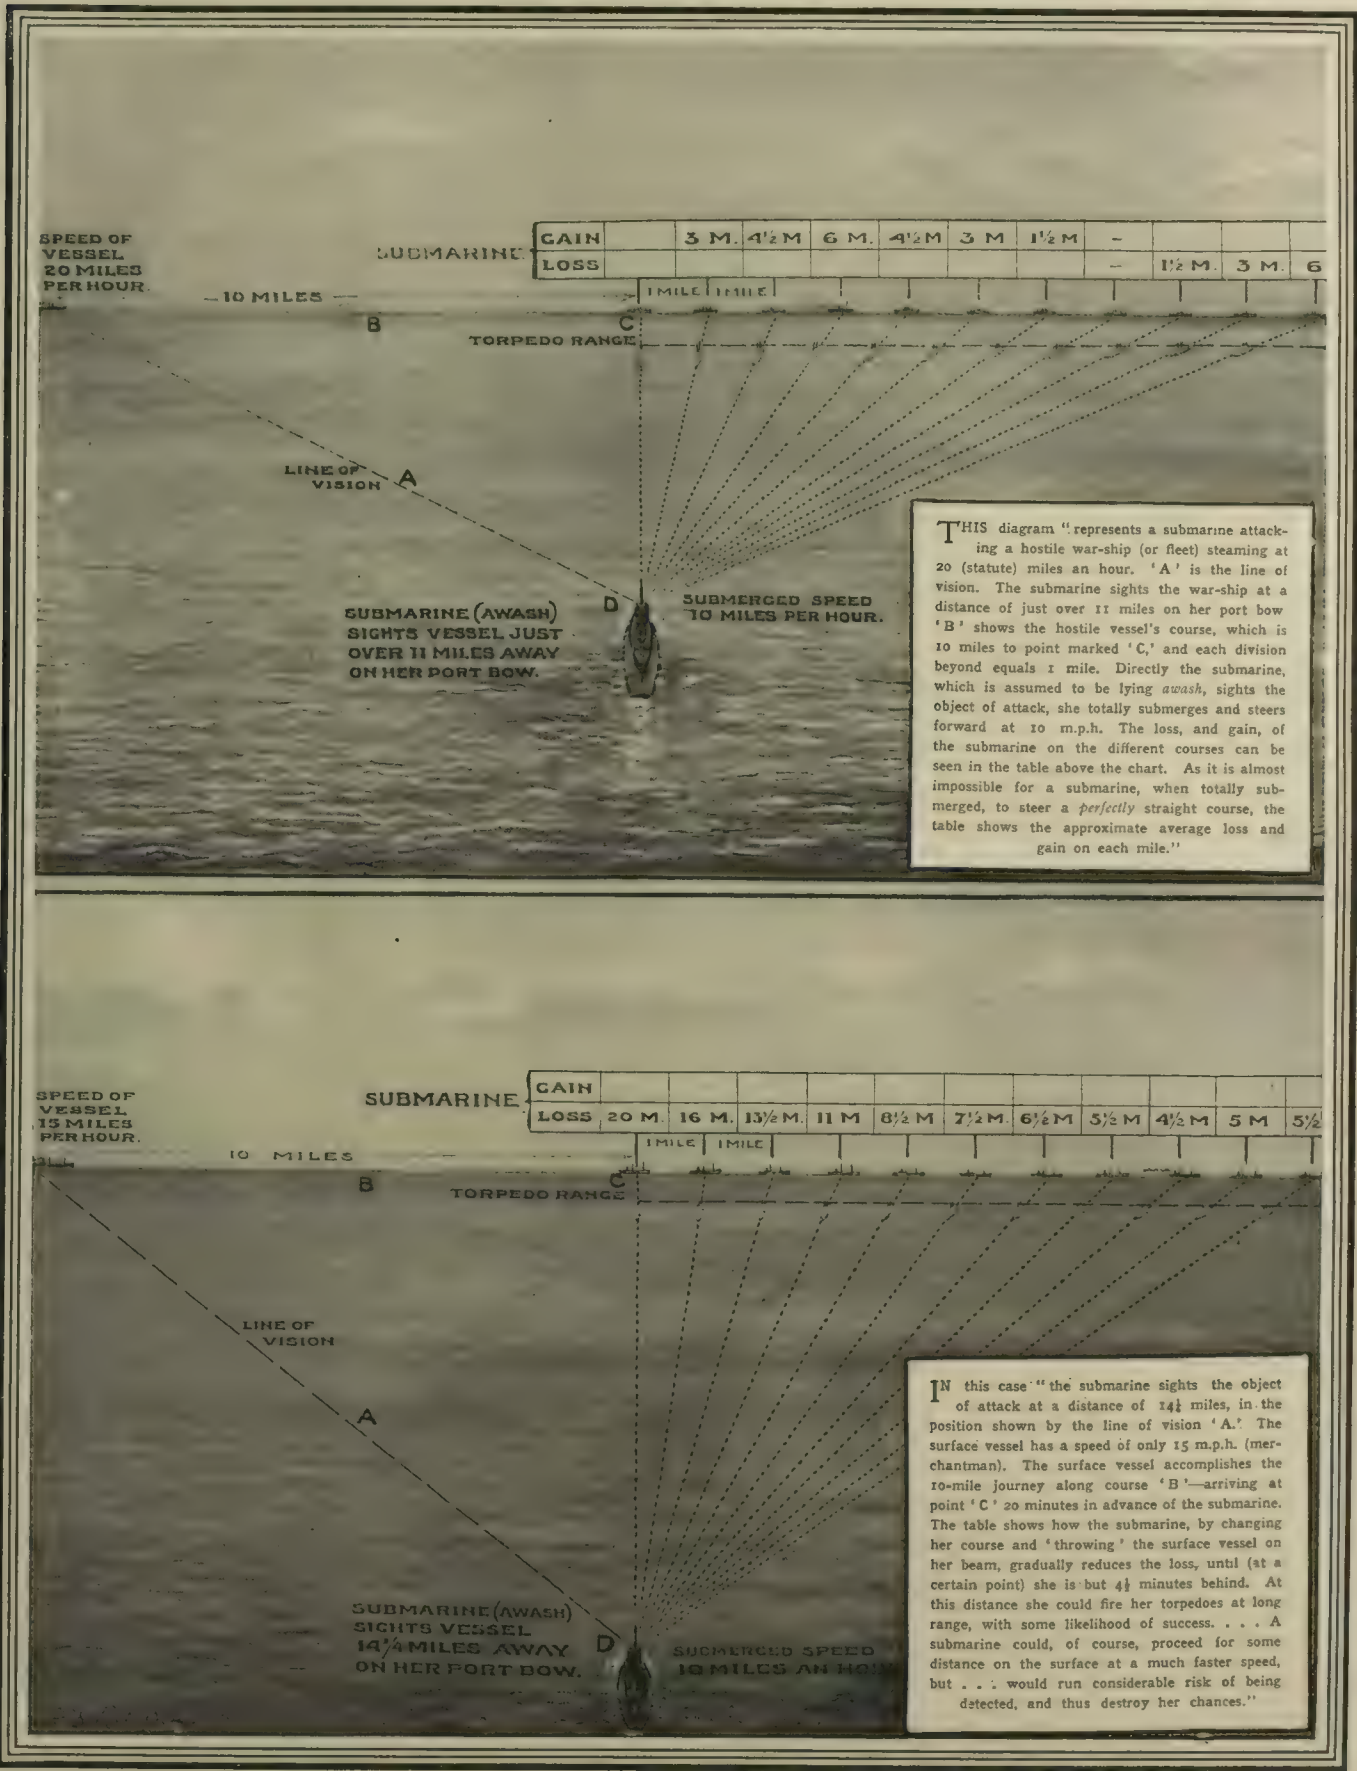 SPEED OF
VESSEL
20 MILES
PER HOUR.
SUBMARINE
GAIN 3 M. 4½ M 6 M. 4½ M 3 M 1½ M -
LOSS - 1½ M. 3 M. 6
1 MILE 1 MILE
10 MILES
B
C
TORPEDO RANGE
LINE OF
VISION
A
D
SUBMARINE (AWASH)
SIGHTS VESSEL JUST
OVER 11 MILES AWAY
ON HER PORT BOW.
SUBMERGED SPEED
10 MILES PER HOUR.
THIS diagram "represents a submarine attack-
ing a hostile war-ship (or fleet) steaming at
20 (statute) miles an hour. 'A' is the line of
vision. The submarine sights the war-ship at a
distance of just over 11 miles on her port bow
'B' shows the hostile vessel's course, which is
10 miles to point marked 'C,' and each division
beyond equals 1 mile. Directly the submarine,
which is assumed to be lying awash, sights the
object of attack, she totally submerges and steers
forward at 10 m.p.h. The loss, and gain, of
the submarine on the different courses can be
seen in the table above the chart. As it is almost
impossible for a submarine, when totally sub-
merged, to steer a perfectly straight course, the
table shows the approximate average loss and
gain on each mile."
SPEED OF
VESSEL
15 MILES
PER HOUR.
SUBMARINE
GAIN
LOSS 20 M. 16 M. 13½ M. 11 M 8½ M 7½ M. 6½ M 5½ M 4½ M 5 M 5½
1 MILE 1 MILE
10 MILES
B
C
TORPEDO RANGE
LINE OF
VISION
A
D
SUBMARINE (AWASH)
SIGHTS VESSEL
14¼ MILES AWAY
ON HER PORT BOW.
SUBMERGED SPEED
10 MILES AN
IN this case "the submarine sights the object
of attack at a distance of 14¼ miles, in the
position shown by the line of vision 'A.' The
surface vessel has a speed of only 15 m.p.h. (mer-
chantman). The surface vessel accomplishes the
10-mile journey along course 'B'—arriving at
point 'C' 20 minutes in advance of the submarine.
The table shows how the submarine, by changing
her course and 'throwing' the surface vessel on
her beam, gradually reduces the loss, until (at a
certain point) she is but 4½ minutes behind. At
this distance she could fire her torpedoes at long
range, with some likelihood of success. . . . A
submarine could, of course, proceed for some
distance on the surface at a much faster speed,
but . . . would run considerable risk of being
detected, and thus destroy her chances."